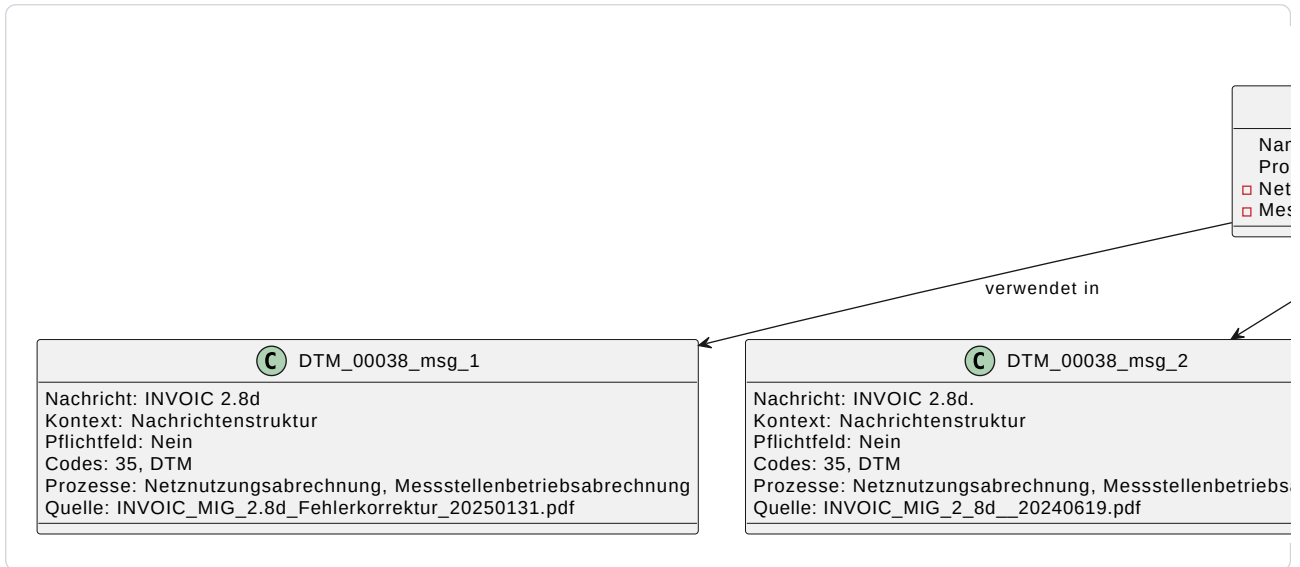 Nan
Pro
Net
Mes
verwendet in
C DTM_00038_msg_1
Nachricht: INVOIC 2.8d
Kontext: Nachrichtenstruktur
Pflichtfeld: Nein
Codes: 35, DTM
Prozesse: Netznutzungsabrechnung, Messstellenbetriebsabrechnung
Quelle: INVOIC_MIG_2.8d_Fehlerkorrektur_20250131.pdf
C DTM_00038_msg_2
Nachricht: INVOIC 2.8d.
Kontext: Nachrichtenstruktur
Pflichtfeld: Nein
Codes: 35, DTM
Prozesse: Netznutzungsabrechnung, Messstellenbetriebsa
Quelle: INVOIC_MIG_2_8d__20240619.pdf